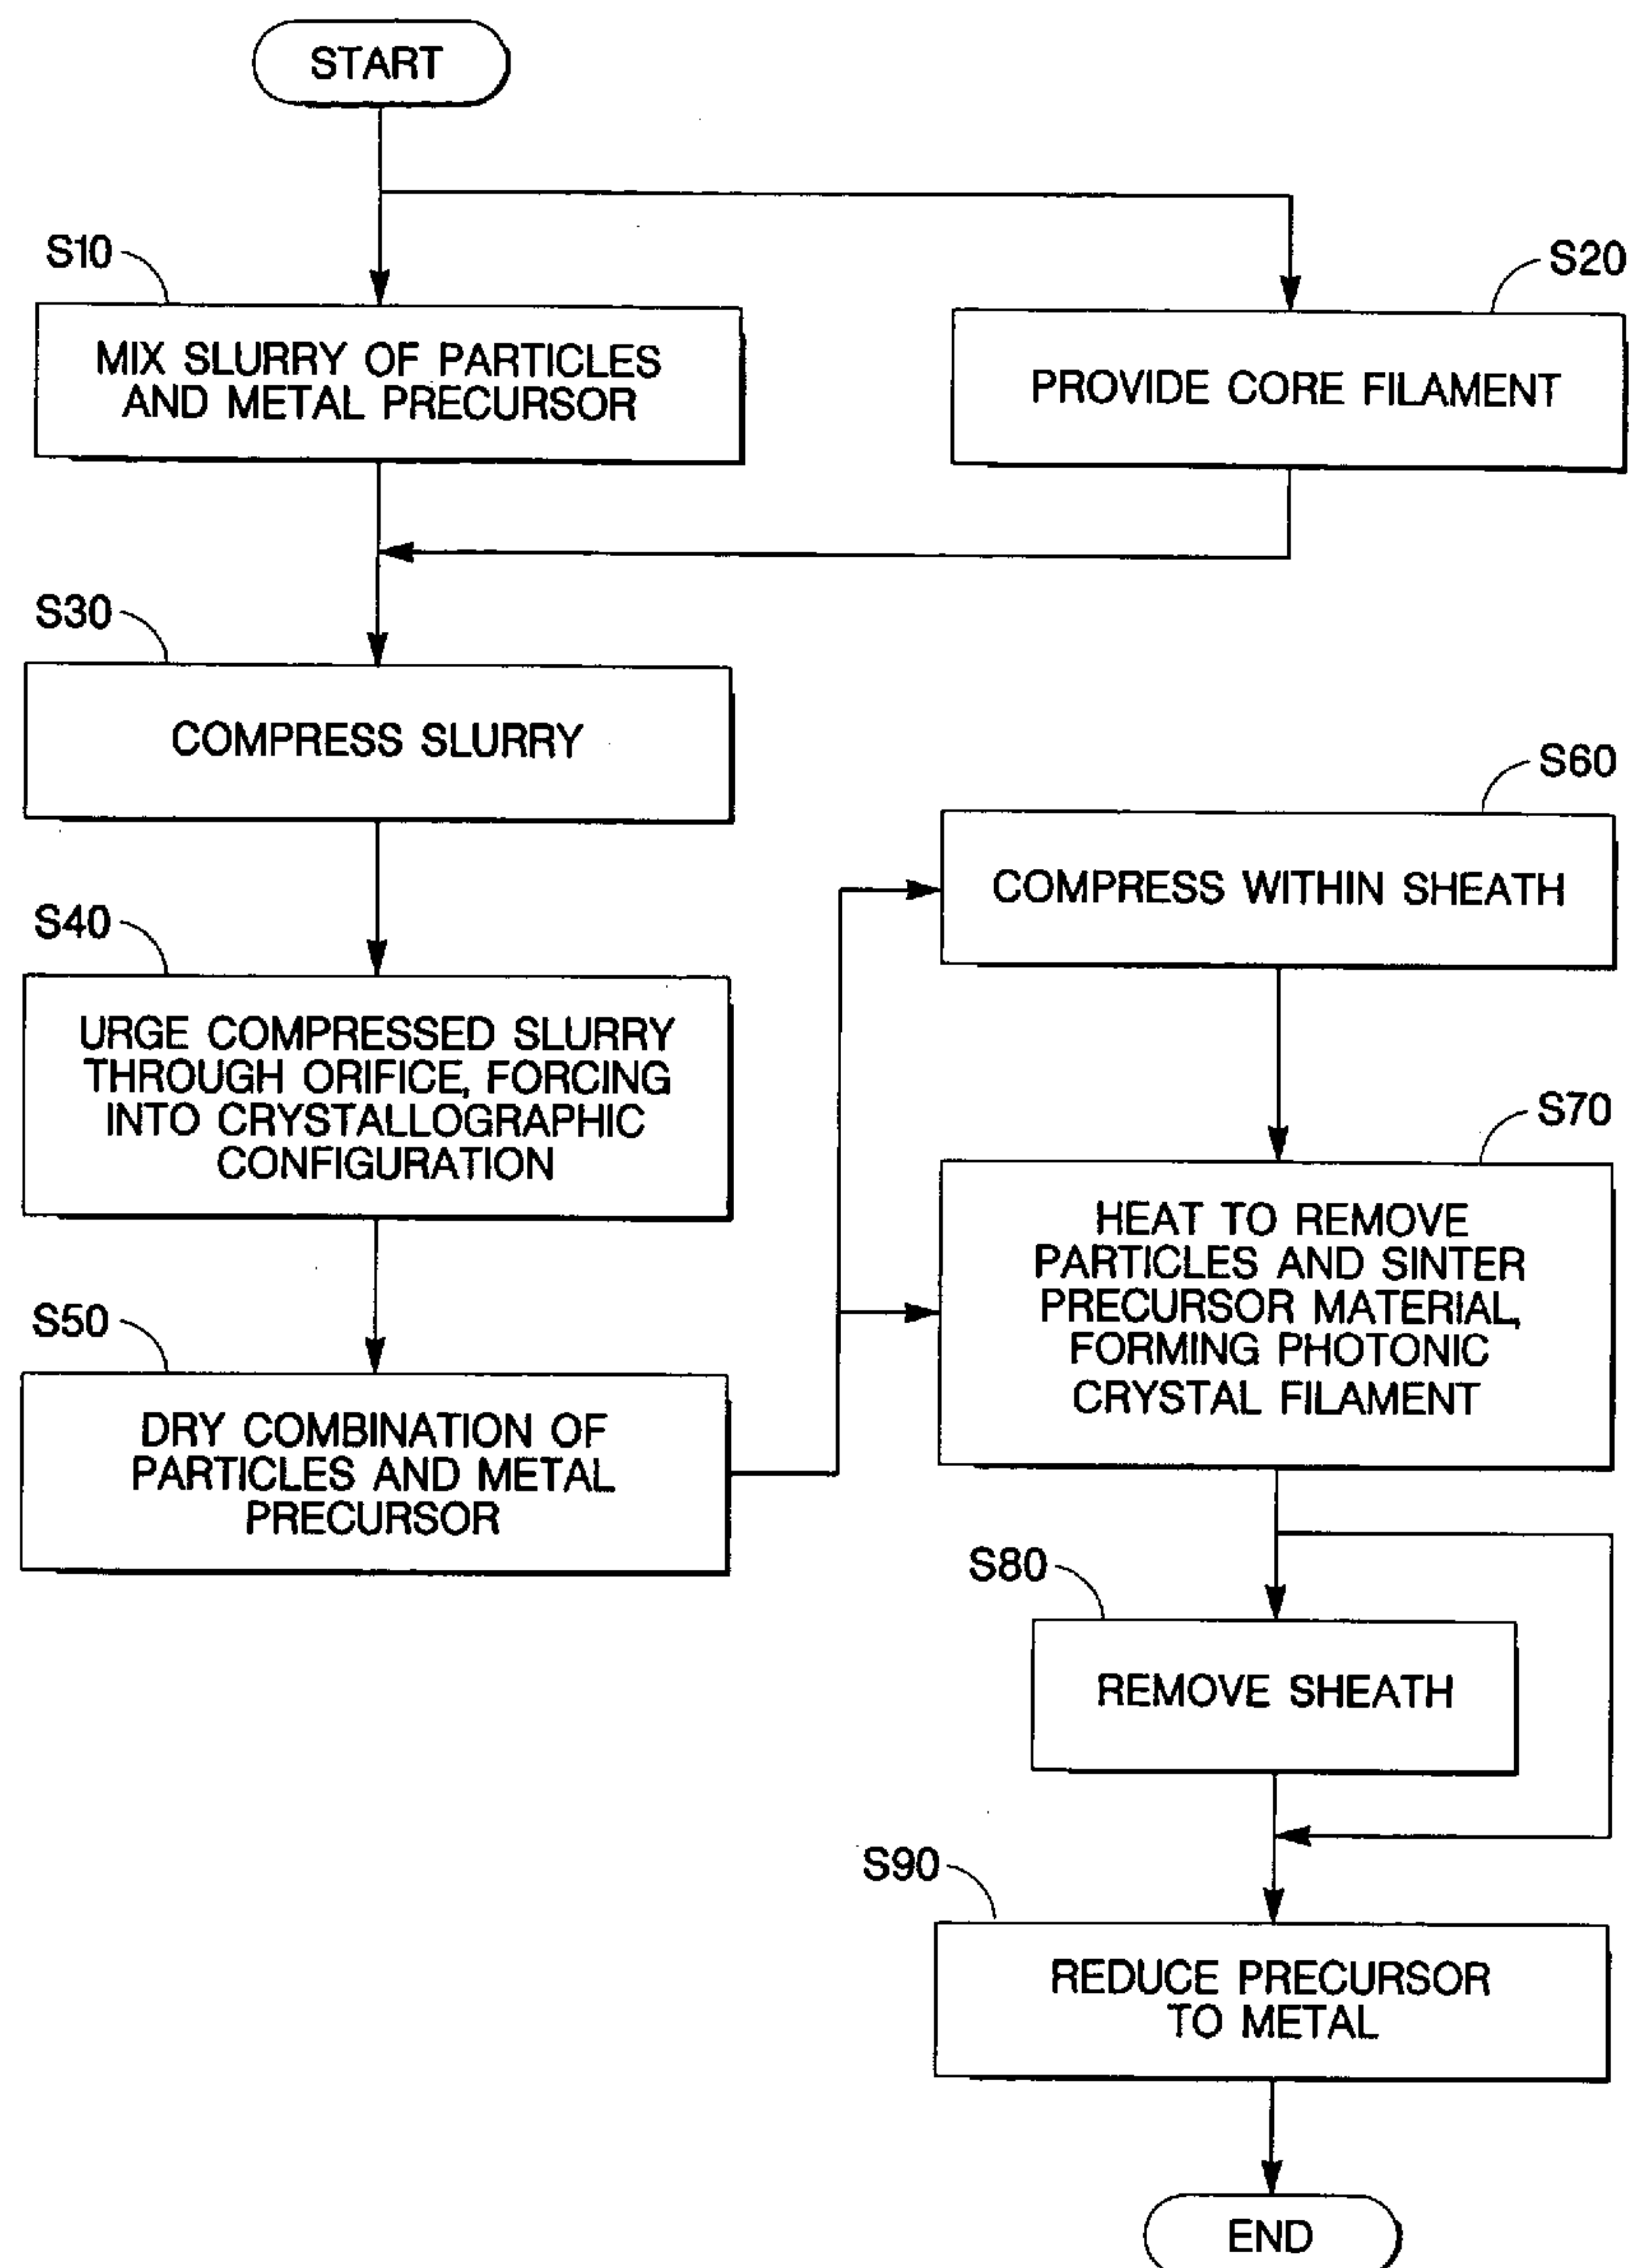 START
S10
MIX SLURRY OF PARTICLES
AND METAL PRECURSOR
S20
PROVIDE CORE FILAMENT
S30
COMPRESS SLURRY
S40
URGE COMPRESSED SLURRY
THROUGH ORIFICE, FORCING
INTO CRYSTALLOGRAPHIC
CONFIGURATION
S50
DRY COMBINATION OF
PARTICLES AND METAL
PRECURSOR
S60
COMPRESS WITHIN SHEATH
S70
HEAT TO REMOVE
PARTICLES AND SINTER
PRECURSOR MATERIAL,
FORMING PHOTONIC
CRYSTAL FILAMENT
S80
REMOVE SHEATH
S90
REDUCE PRECURSOR
TO METAL
END